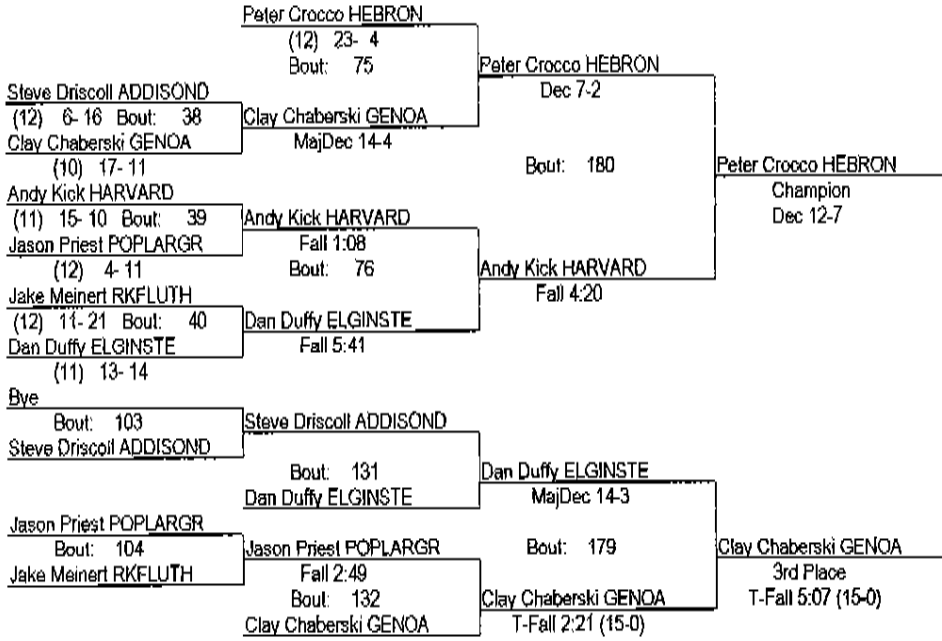 Peter Crocco HEBRON
(12) 23- 4
Bout: 75
Peter Crocco HEBRON
Dec 7-2
Steve Driscoll ADDISOND
(12) 6- 16 Bout: 38
Clay Chaberski GENOA
Clay Chaberski GENOA
MajDec 14-4
(10) 17- 11
Bout: 180
Peter Crocco HEBRON
Champion
Dec 12-7
Andy Kick HARVARD
(11) 15- 10 Bout: 39
Andy Kick HARVARD
Jason Priest POPLARGR
Fall 1:08
(12) 4- 11
Bout: 76
Andy Kick HARVARD
Fall 4:20
Jake Meinert RKFLUTH
(12) 11- 21 Bout: 40
Dan Duffy ELGINSTE
Dan Duffy ELGINSTE
Fall 5:41
(11) 13- 14
Bye
Bout: 103
Steve Driscoll ADDISOND
Steve Driscoll ADDISOND
Bout: 131
Dan Duffy ELGINSTE
Dan Duffy ELGINSTE
MajDec 14-3
Jason Priest POPLARGR
Bout: 104
Jason Priest POPLARGR
Bout: 179
Clay Chaberski GENOA
Jake Meinert RKFLUTH
Fall 2:49
3rd Place
Bout: 132
Clay Chaberski GENOA
T-Fall 5:07 (15-0)
Clay Chaberski GENOA
T-Fall 2:21 (15-0)